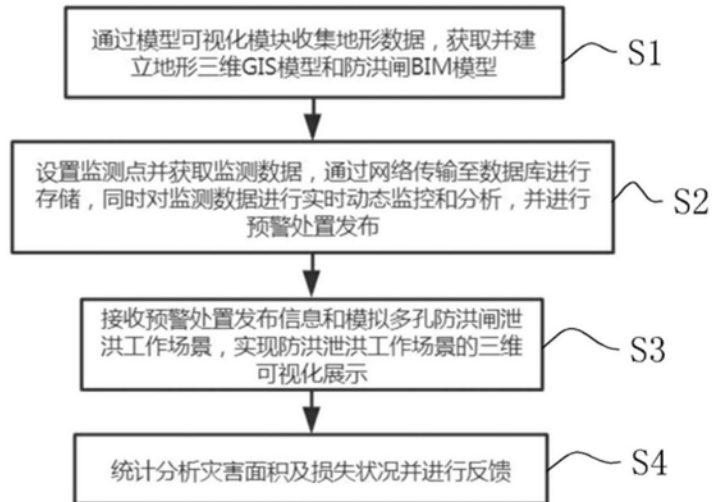 通过模型可视化模块收集地形数据，获取并建
立地形三维GIS模型和防洪闸BIM模型
S1
设置监测点并获取监测数据，通过网络传输至数据库进行
存储，同时对监测数据进行实时动态监控和分析，并进行
预警处置发布
S2
接收预警处置发布信息和模拟多孔防洪闸泄
洪工作场景，实现防洪泄洪工作场景的三维
可视化展示
S3
统计分析灾害面积及损失状况并进行反馈
S4